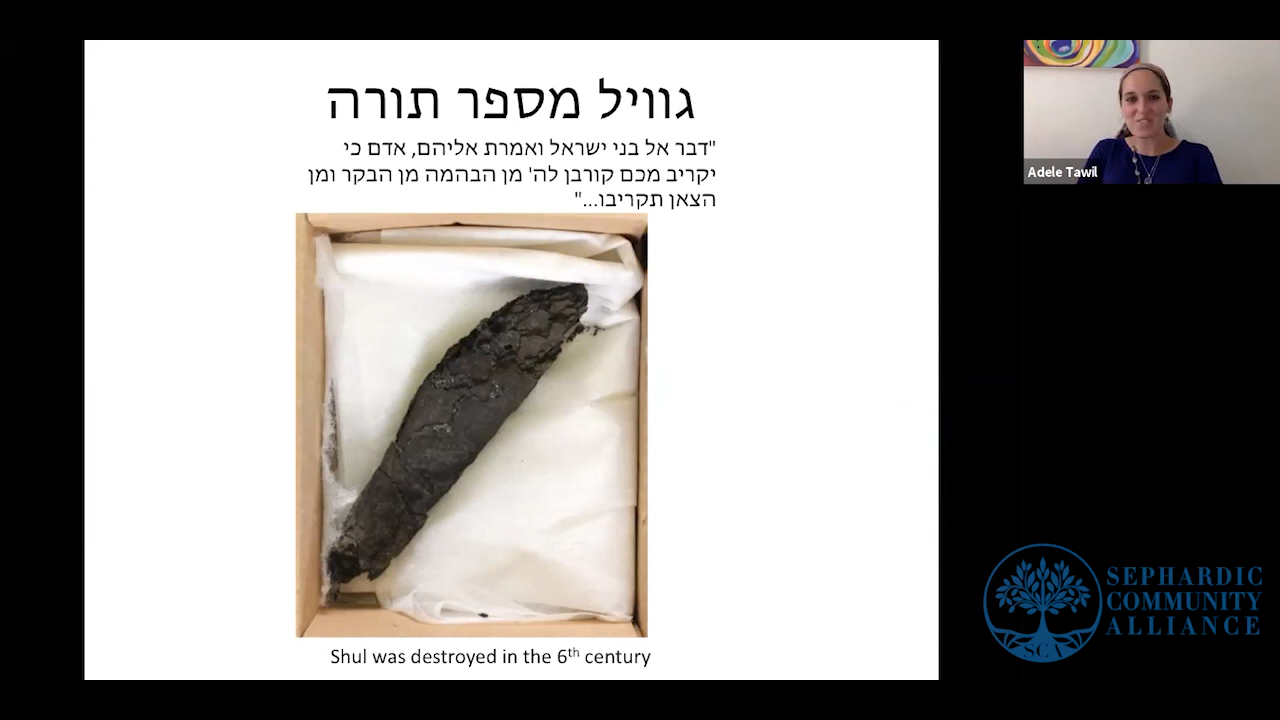 גוויל מספר תורה
"דבר אל בני ישראל ואמרת אליהם, אדם כי
יקריב מכם קורבן לה' מן הבהמה מן הבקר ומן
הצאן תקריבו..."
Shul was destroyed in the 6th century
Adele Tawil
SEPHARDIC
COMMUNITY
ALLIANCE
SCA